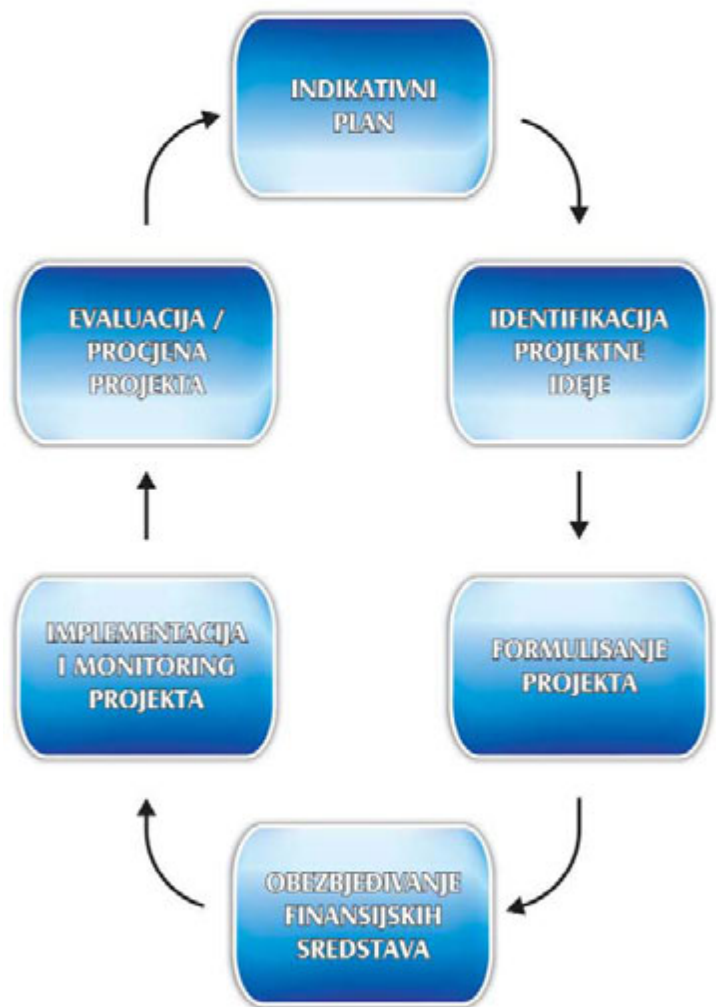 INDIKATIVNI
PLAN
IDENTIFIKACIJA
PROJEKTNE
IDEJE
FORMULISANJE
PROJEKTA
OBEZBJEĐIVANJE
FINANSIJSKIH
SREDSTAVA
IMPLEMENTACIJA
I MONITORING
PROJEKTA
EVALUACIJA /
PROCJENA
PROJEKTA